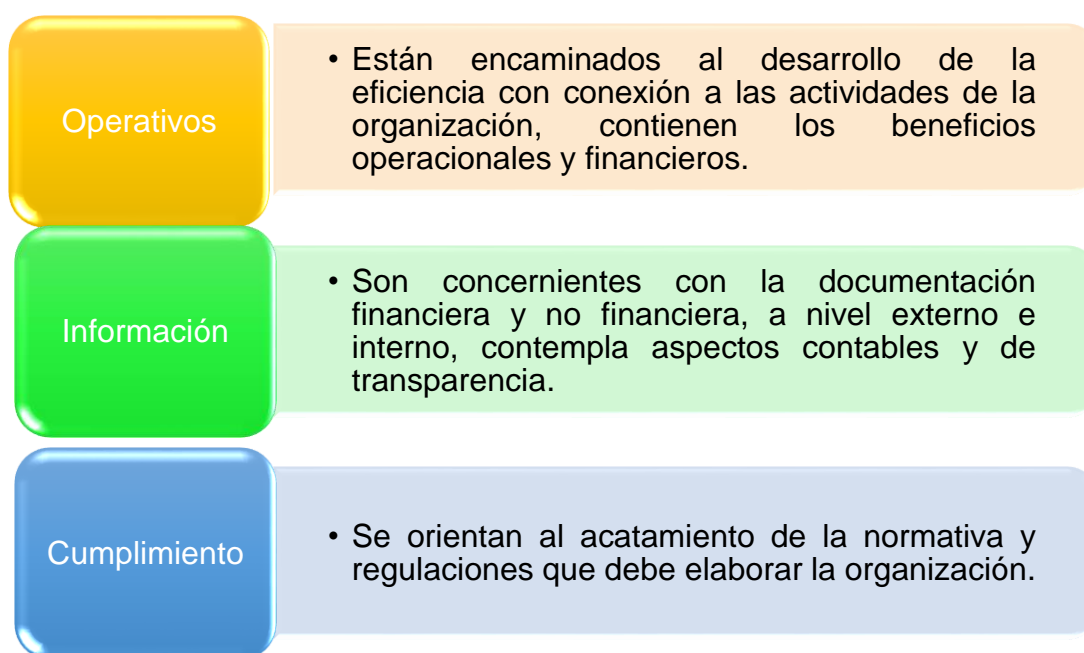 Operativos
• Están encaminados al desarrollo de la
eficiencia con conexión a las actividades de la
organización, contienen los beneficios
operacionales y financieros.
Información
• Son concernientes con la documentación
financiera y no financiera, a nivel externo e
interno, contempla aspectos contables y de
transparencia.
Cumplimiento
• Se orientan al acatamiento de la normativa y
regulaciones que debe elaborar la organización.